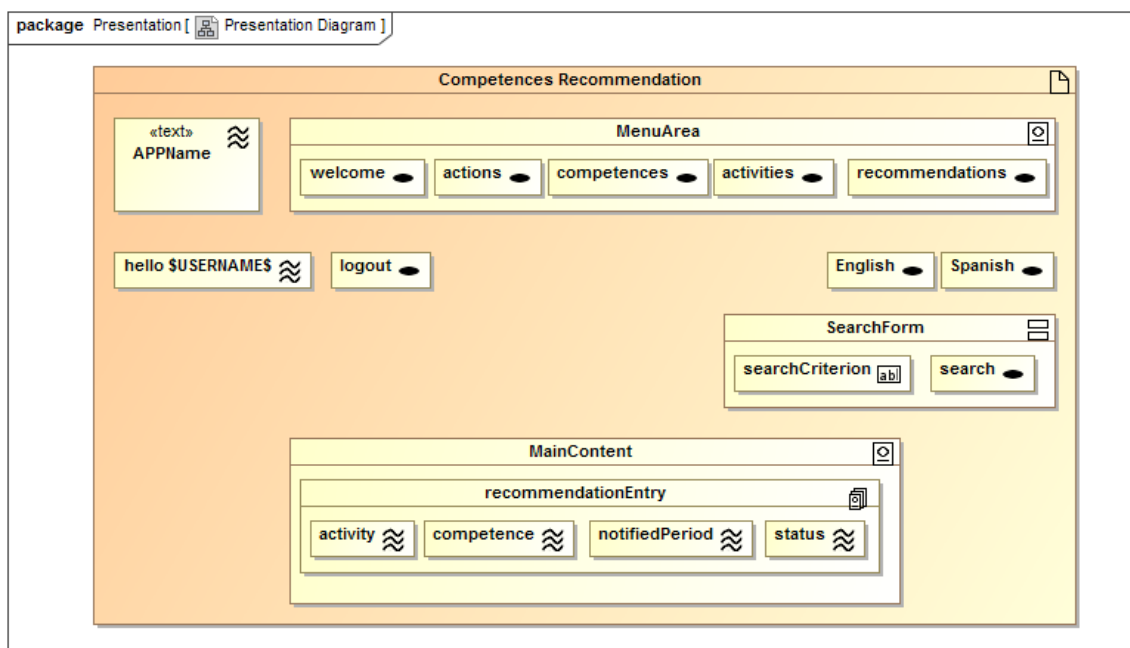 package Presentation [ Presentation Diagram ]
Competences Recommendation
«text»
APPName
MenuArea
welcome
actions
competences
activities
recommendations
hello $USERNAME$
logout
English
Spanish
SearchForm
searchCriterion
ab
search
MainContent
recommendationEntry
activity
competence
notifiedPeriod
status